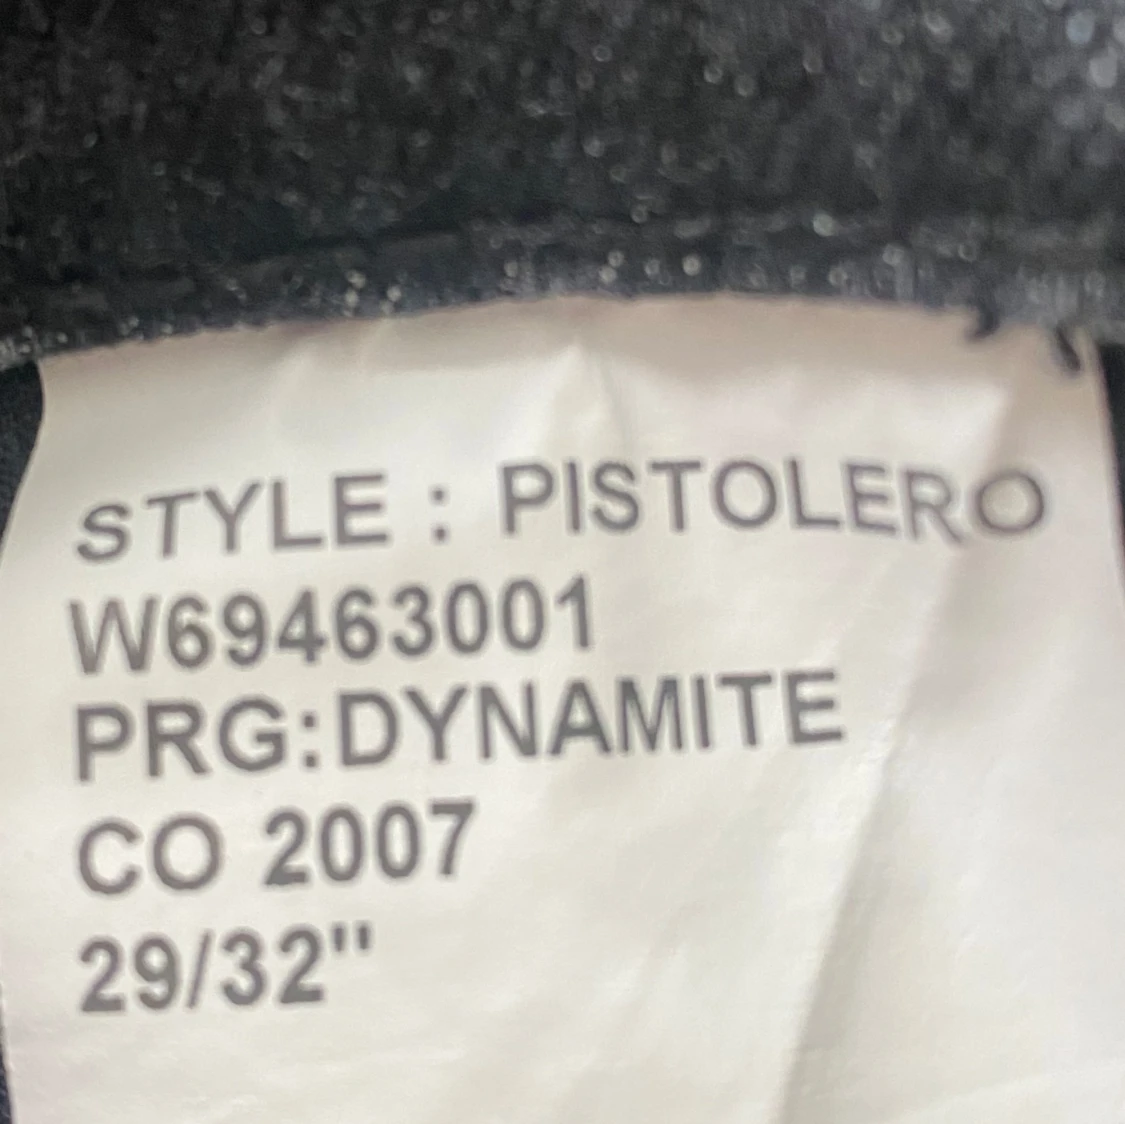 STYLE : PISTOLERO
W69463001
PRG:DYNAMITE
CO 2007
29/32"